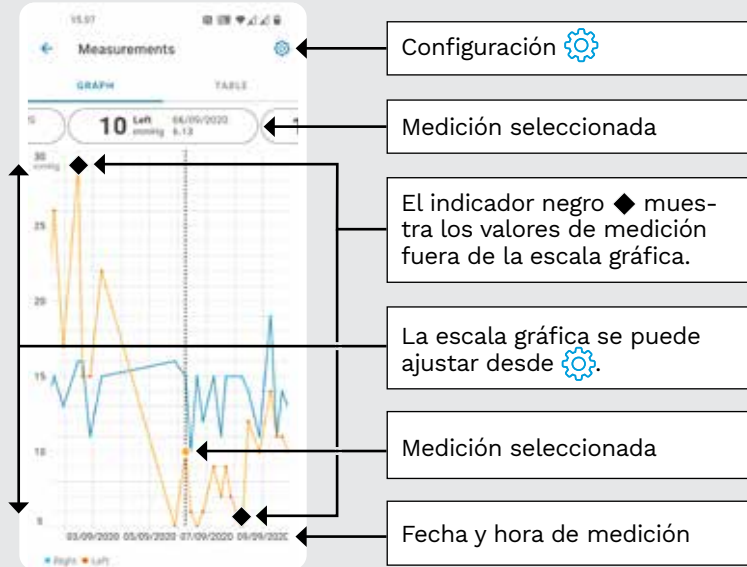 15.07
Measurements
GRAPH TABLE
10 Left mmHg 06/09/2020 6.13
30
mmHg
25
20
15
10
5
03/09/2020 05/09/2020 07/09/2020 09/09/2020
Right Left
Configuración
Medición seleccionada
El indicador negro ◆ mues-
tra los valores de medición
fuera de la escala gráfica.
La escala gráfica se puede
ajustar desde .
Medición seleccionada
Fecha y hora de medición